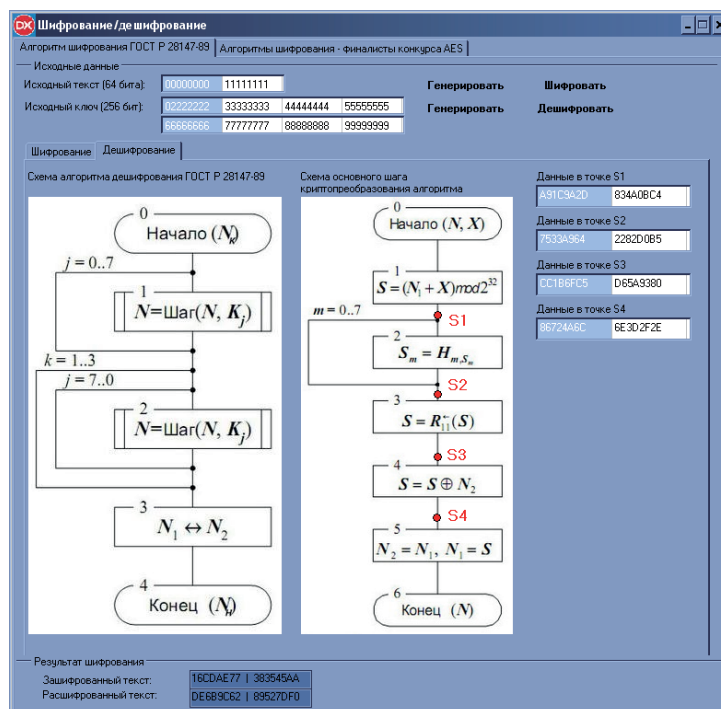 Шифрование/дешифрование
Алгоритм шифрования ГОСТ Р 28147-89 Алгоритмы шифрования - финалисты конкурса AES
Исходные данные
Исходный текст (64 бита): 00000000 11111111 Генерировать Шифровать
Исходный ключ (256 бит): 02222222 33333333 44444444 55555555 Генерировать Дешифровать
66666666 77777777 88888888 99999999
Шифрование Дешифрование
Схема алгоритма дешифрования ГОСТ Р 28147-89
0
Начало (Nк)
j = 0..7
1
N=Шаг(N, Kj)
k = 1..3
j = 7..0
2
N=Шаг(N, Kj)
3
N1 ↔ N2
4
Конец (Nн)
Схема основного шага
криптопреобразования алгоритма
0
Начало (N, X)
1
S=(N1 + X)mod2^32
S1
m = 0..7
2
Sm = Hm,Sm
S2
3
S = R11←(S)
S3
4
S = S ⊕ N2
S4
5
N2 = N1, N1 = S
6
Конец (N)
Данные в точке S1
A91C9A2D 834A0BC4
Данные в точке S2
7533A964 2282D0B5
Данные в точке S3
CC1B6FC5 D65A9380
Данные в точке S4
86724A6C 6E3D2F2E
Результат шифрования
Зашифрованный текст: 16CDAE77 | 383545AA
Расшифрованный текст: DE6B9C62 | 89527DF0